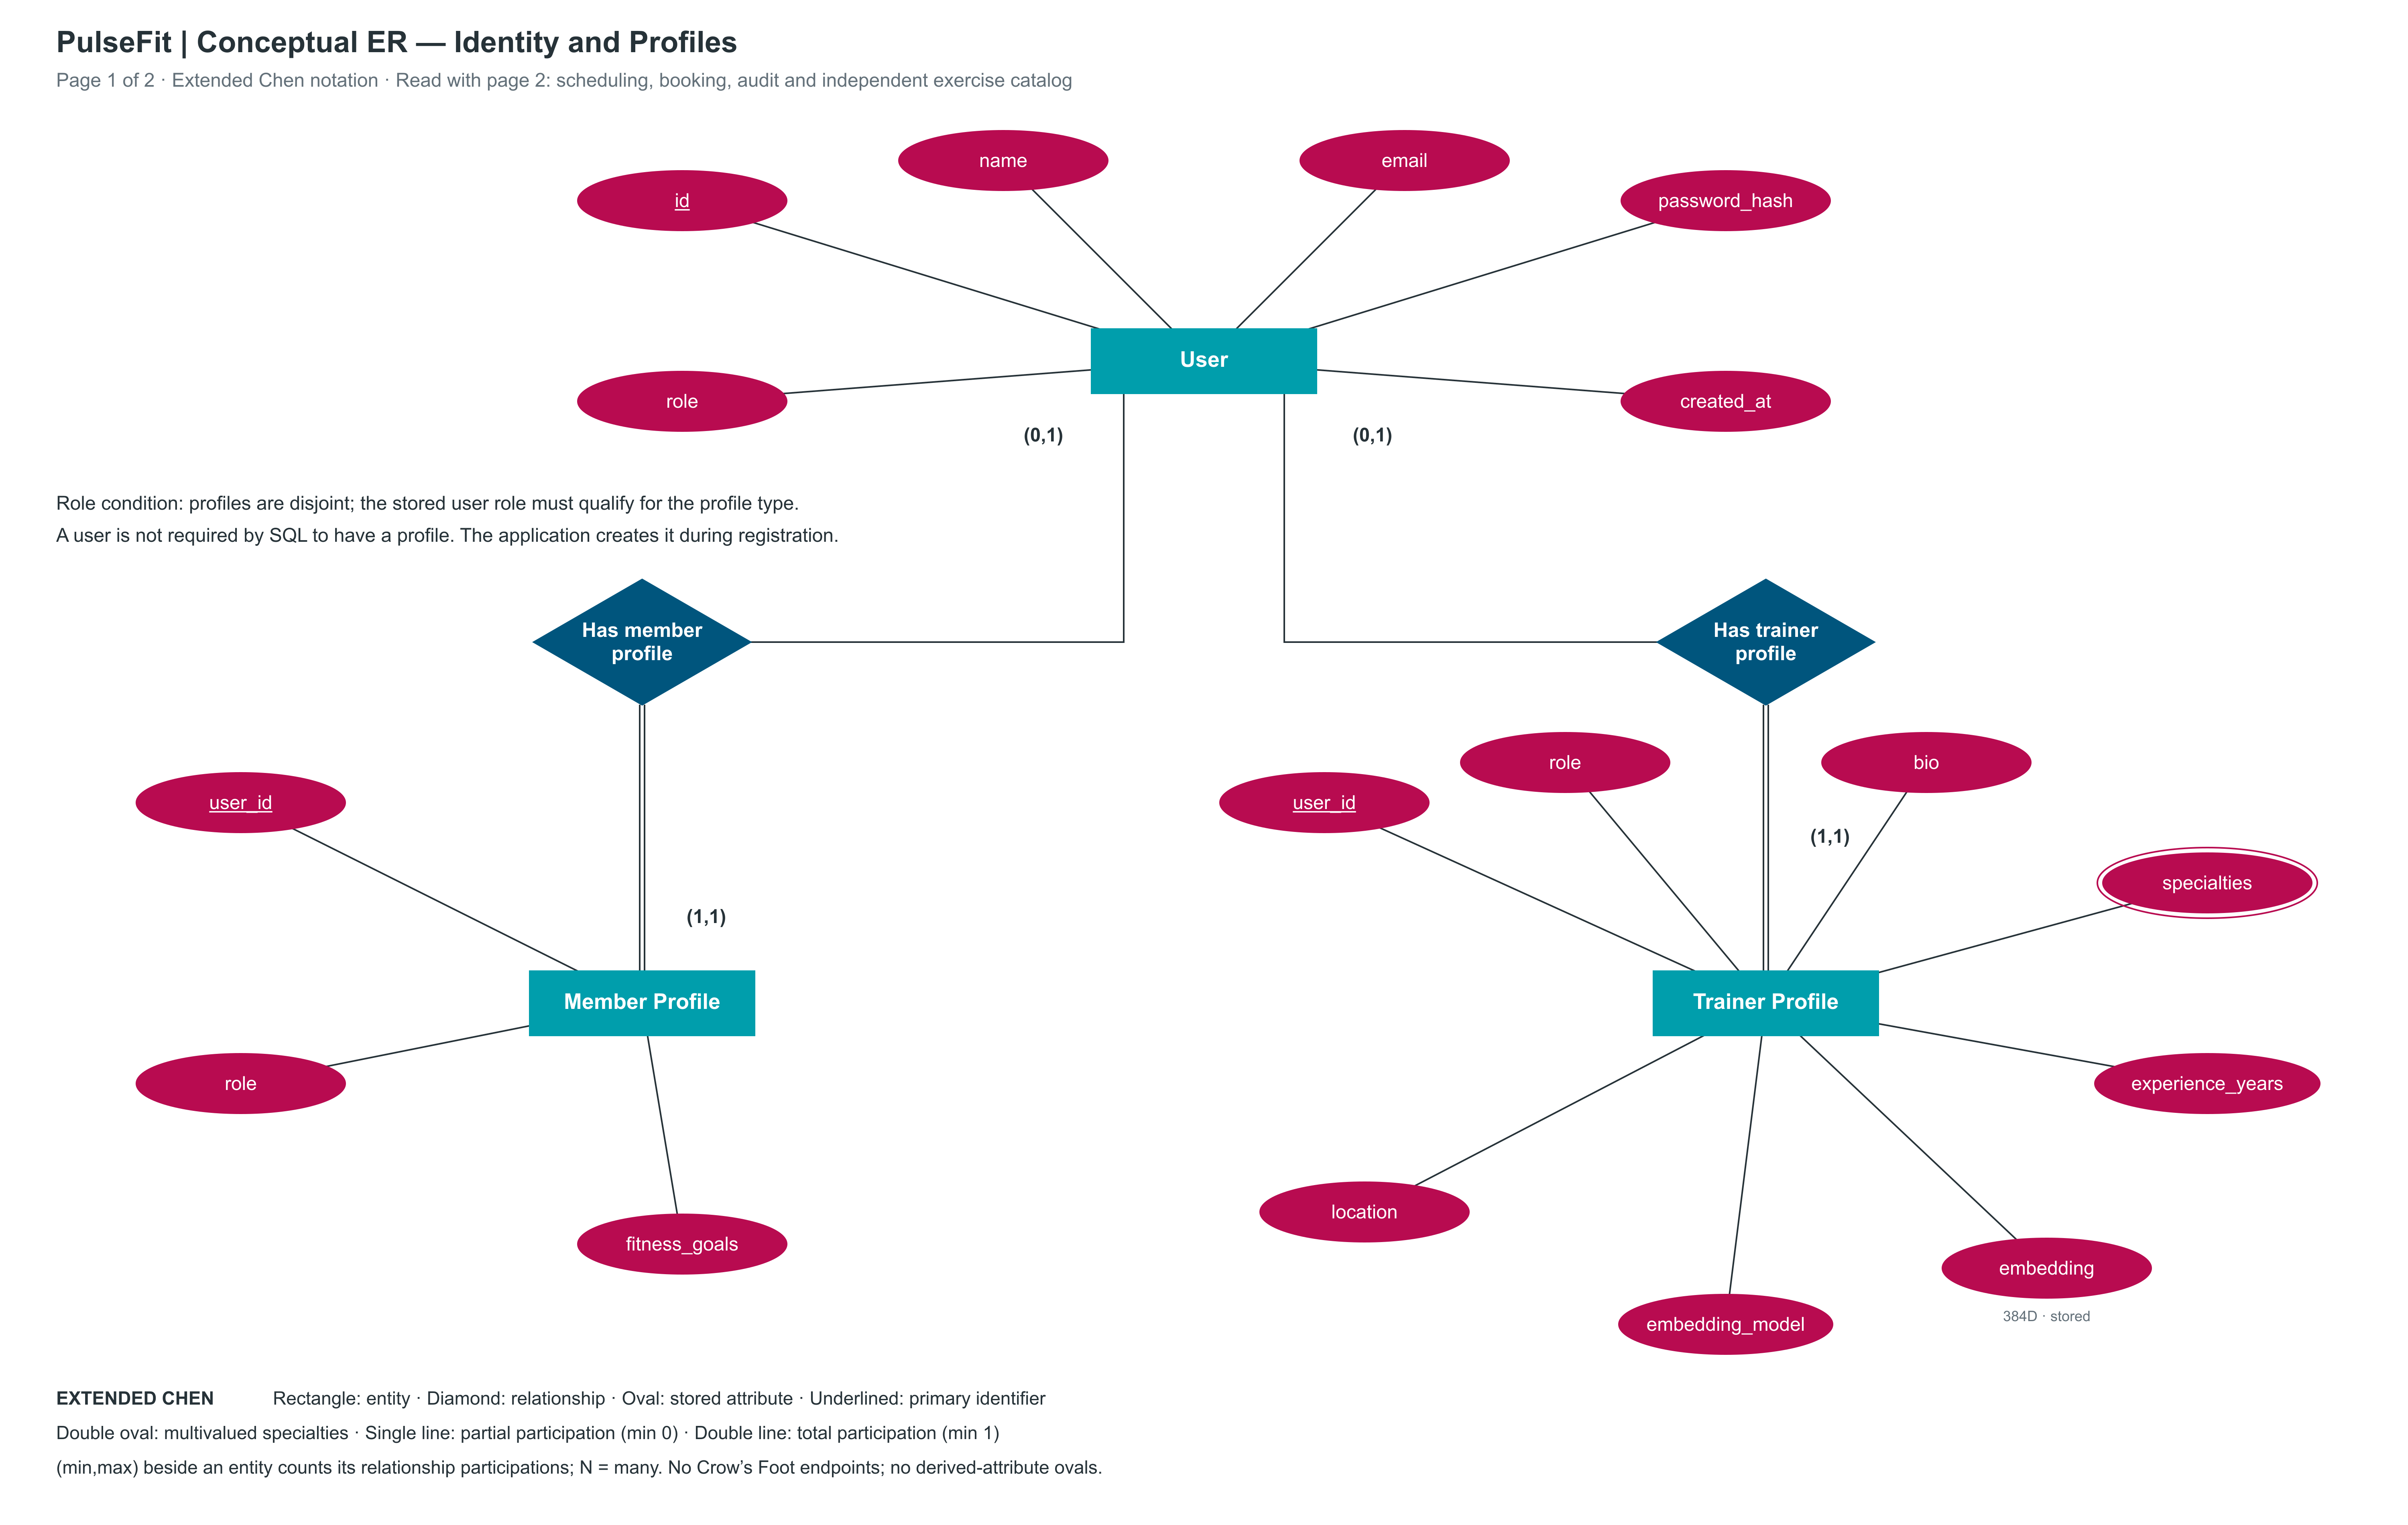 PulseFit | Conceptual ER — Identity and Profiles
Page 1 of 2 · Extended Chen notation · Read with page 2: scheduling, booking, audit and independent exercise catalog
name
email
id
password_hash
User
role
created_at
(0,1)
(0,1)
Role condition: profiles are disjoint; the stored user role must qualify for the profile type.
A user is not required by SQL to have a profile. The application creates it during registration.
Has member
profile
Has trainer
profile
role
bio
user_id
user_id
(1,1)
specialties
(1,1)
Member Profile
Trainer Profile
role
experience_years
location
fitness_goals
embedding
384D · stored
embedding_model
EXTENDED CHEN Rectangle: entity · Diamond: relationship · Oval: stored attribute · Underlined: primary identifier
Double oval: multivalued specialties · Single line: partial participation (min 0) · Double line: total participation (min 1)
(min,max) beside an entity counts its relationship participations; N = many. No Crow’s Foot endpoints; no derived-attribute ovals.